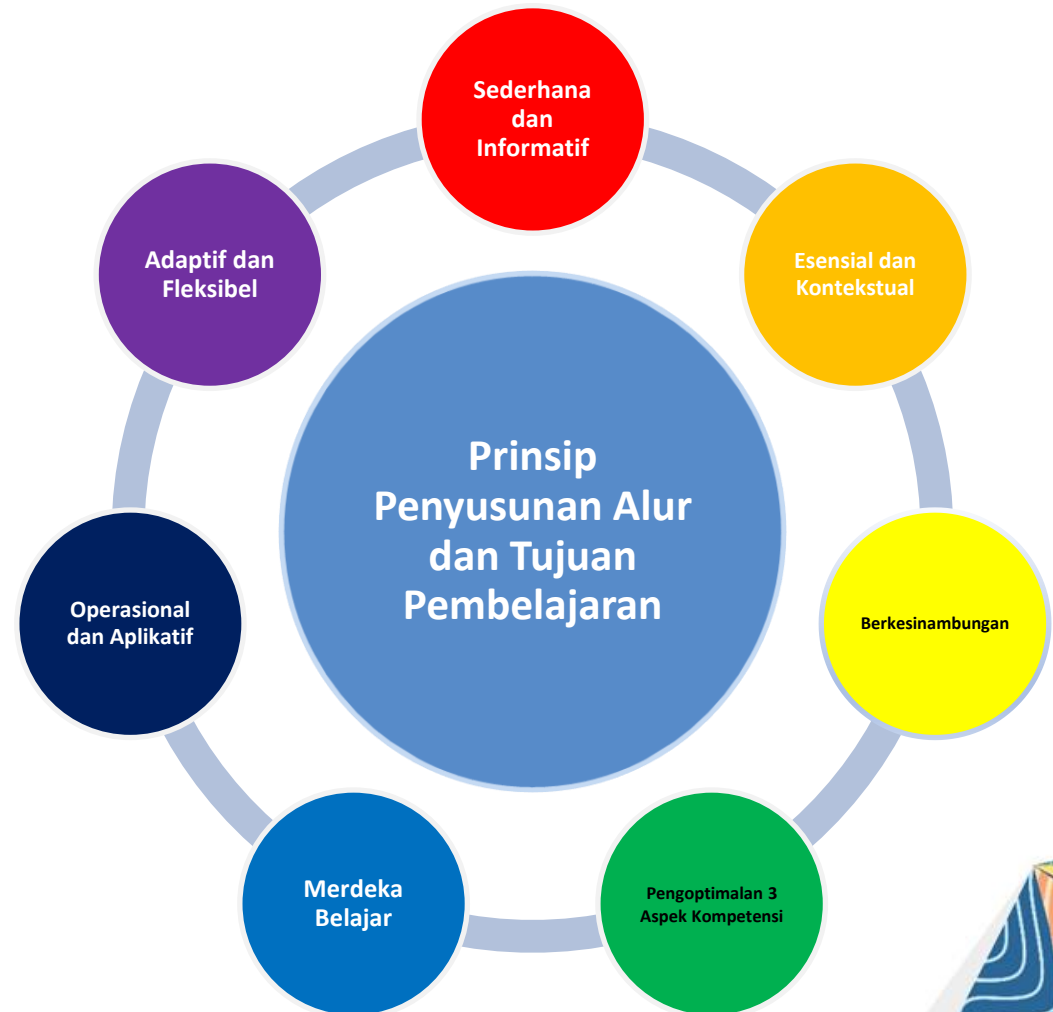 Sederhana
dan
Informatif
Esensial dan
Kontekstual
Berkesinambungan
Pengoptimalan 3
Aspek Kompetensi
Merdeka
Belajar
Operasional
dan Aplikatif
Adaptif dan
Fleksibel
Prinsip
Penyusunan Alur
dan Tujuan
Pembelajaran